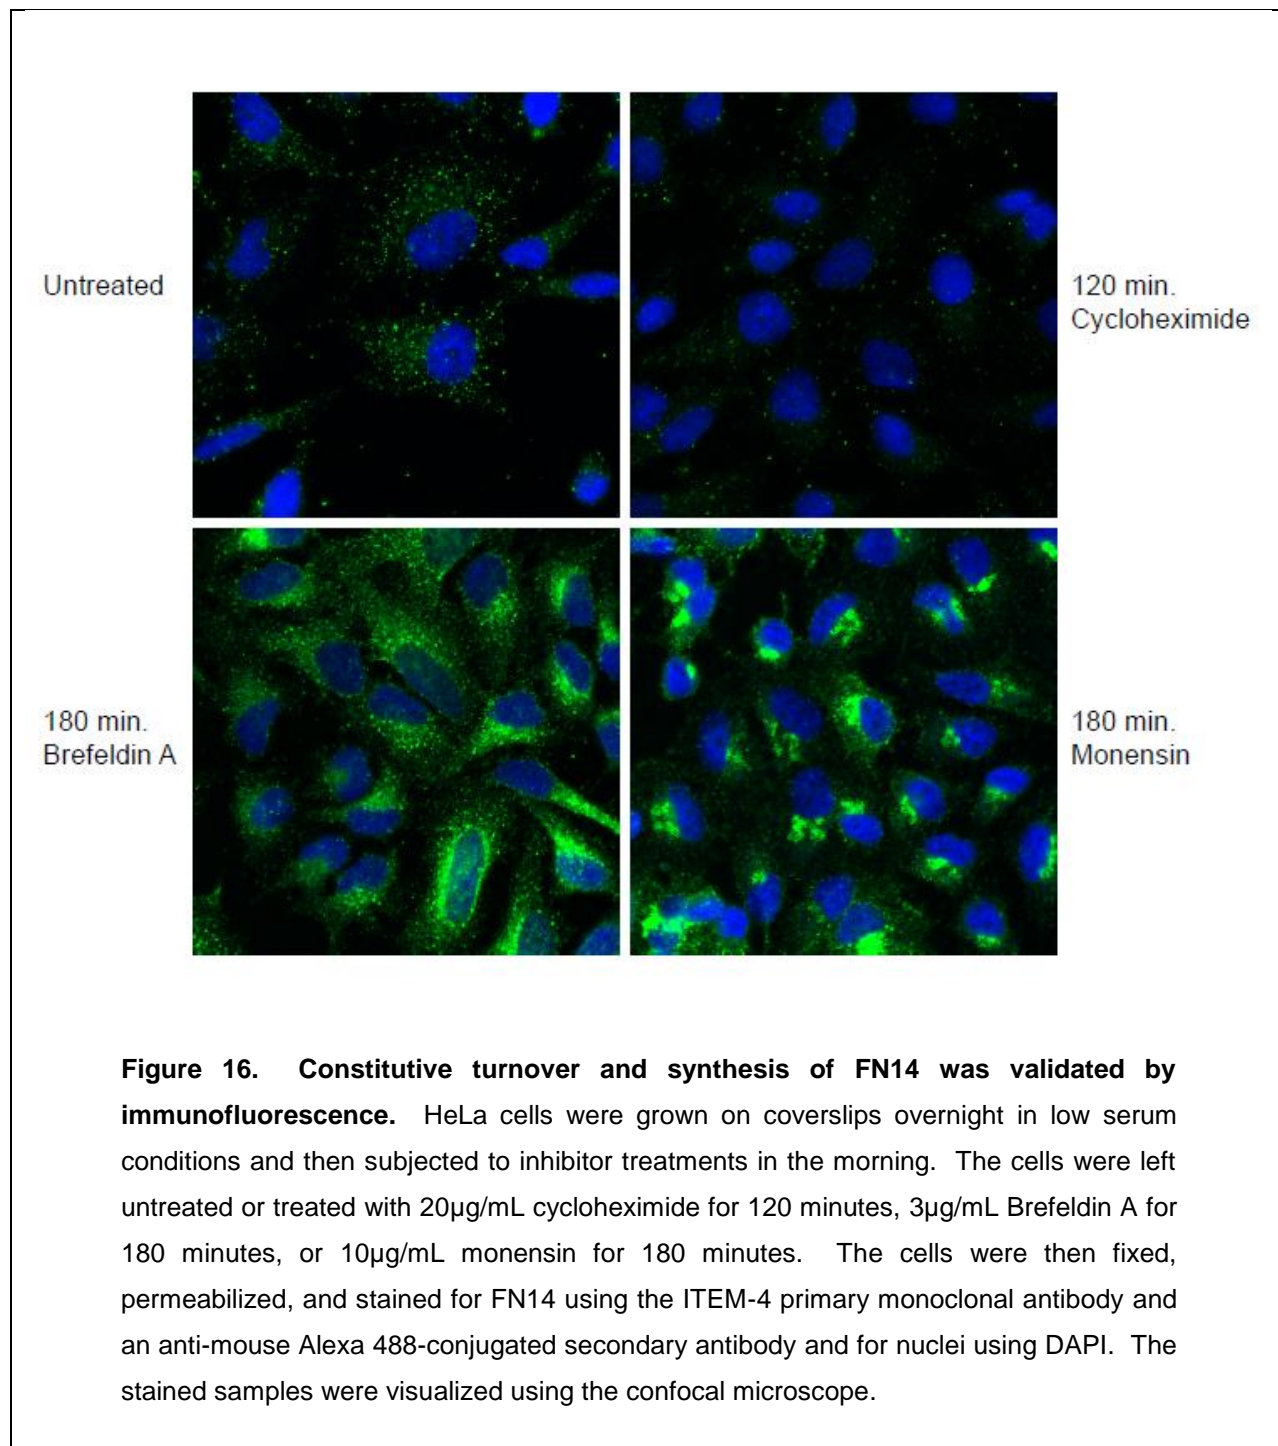 Untreated
120 min.
Cycloheximide
180 min.
Brefeldin A
180 min.
Monensin
Figure 16. Constitutive turnover and synthesis of FN14 was validated by
immunofluorescence. HeLa cells were grown on coverslips overnight in low serum
conditions and then subjected to inhibitor treatments in the morning. The cells were left
untreated or treated with 20µg/mL cycloheximide for 120 minutes, 3µg/mL Brefeldin A for
180 minutes, or 10µg/mL monensin for 180 minutes. The cells were then fixed,
permeabilized, and stained for FN14 using the ITEM-4 primary monoclonal antibody and
an anti-mouse Alexa 488-conjugated secondary antibody and for nuclei using DAPI. The
stained samples were visualized using the confocal microscope.